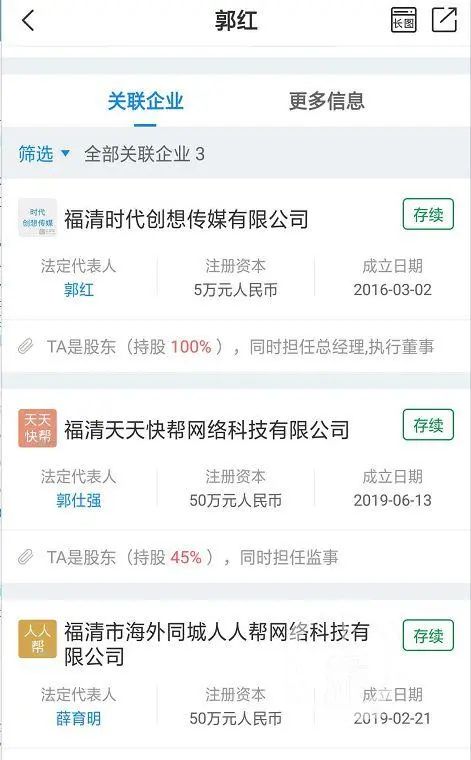 郭红
长图
关联企业 更多信息
筛选 全部关联企业 3
时代
创想传媒
福清时代创想传媒有限公司
存续
法定代表人 注册资本 成立日期
郭红 5万元人民币 2016-03-02
TA是股东（持股 100% ），同时担任总经理,执行董事
天天
快帮
福清天天快帮网络科技有限公司
存续
法定代表人 注册资本 成立日期
郭仕强 50万元人民币 2019-06-13
TA是股东（持股 45% ），同时担任监事
人人
帮
福清市海外同城人人帮网络科技有
限公司
存续
法定代表人 注册资本 成立日期
薛育明 50万元人民币 2019-02-21